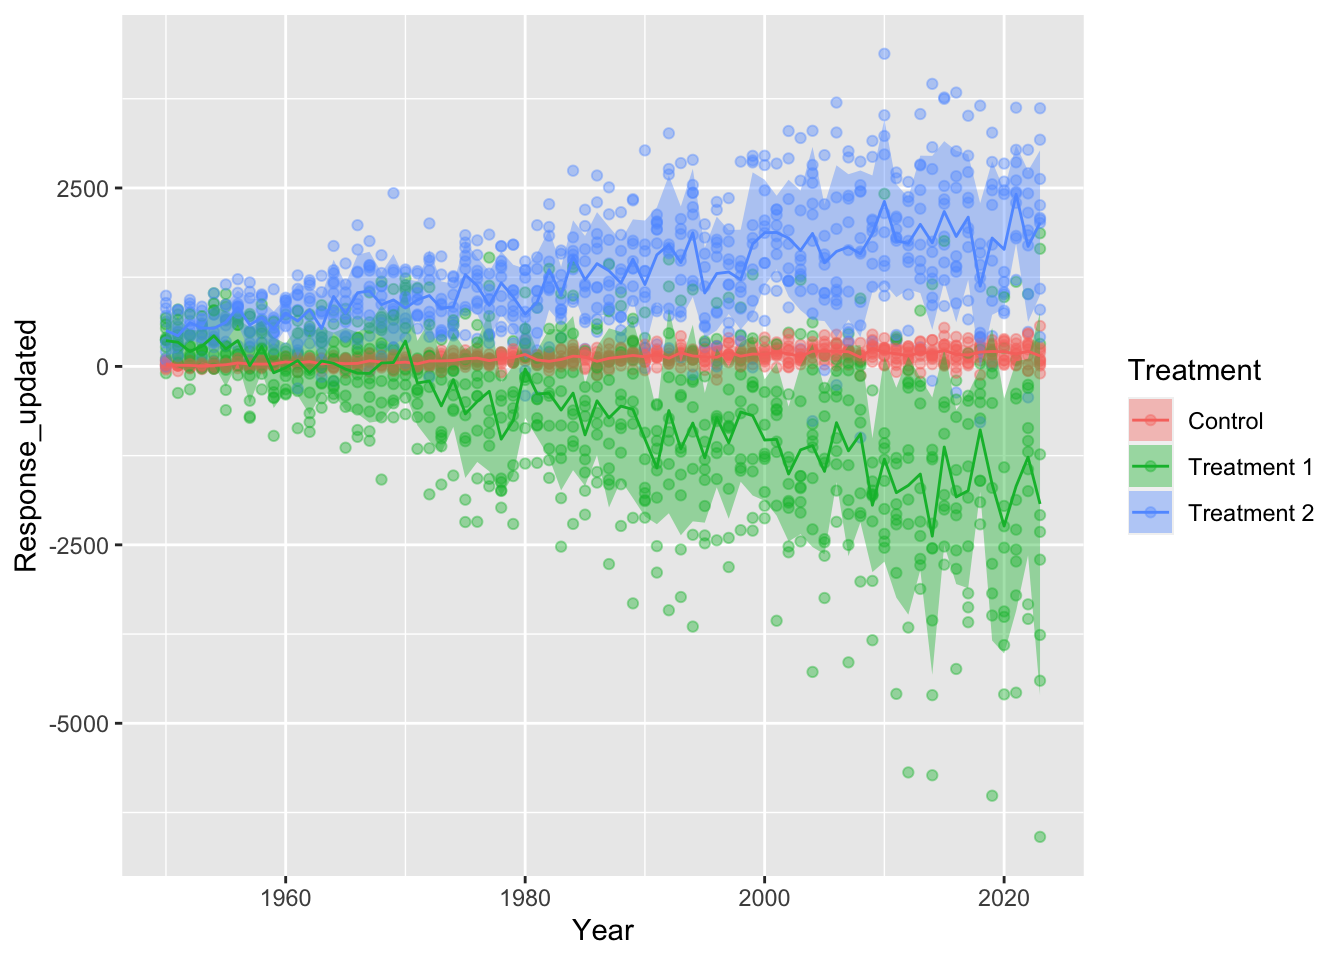 2500
0
-2500
-5000
Response_updated
1960
1980
2000
2020
Year
Treatment
Control
Treatment 1
Treatment 2